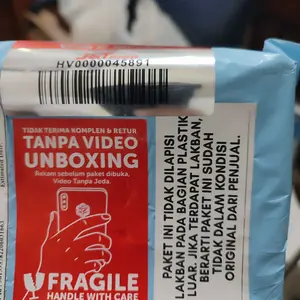 HV0000045891
TIDAK TERIMA KOMPLEN & RETUR
TANPA VIDEO
UNBOXING
Rekam sebelum paket dibuka,
Video Tanpa Jeda.
FRAGILE
HANDLE WITH CARE
PAKET INI TIDAK DILAPISI
LAKBAN PADA BAGIAN PLASTIK
LUAR. JIKA TERDAPAT LAKBAN,
BERARTI PAKET INI SUDAH
TIDAK DALAM KONDISI
ORIGINAL DARI PENJUAL.